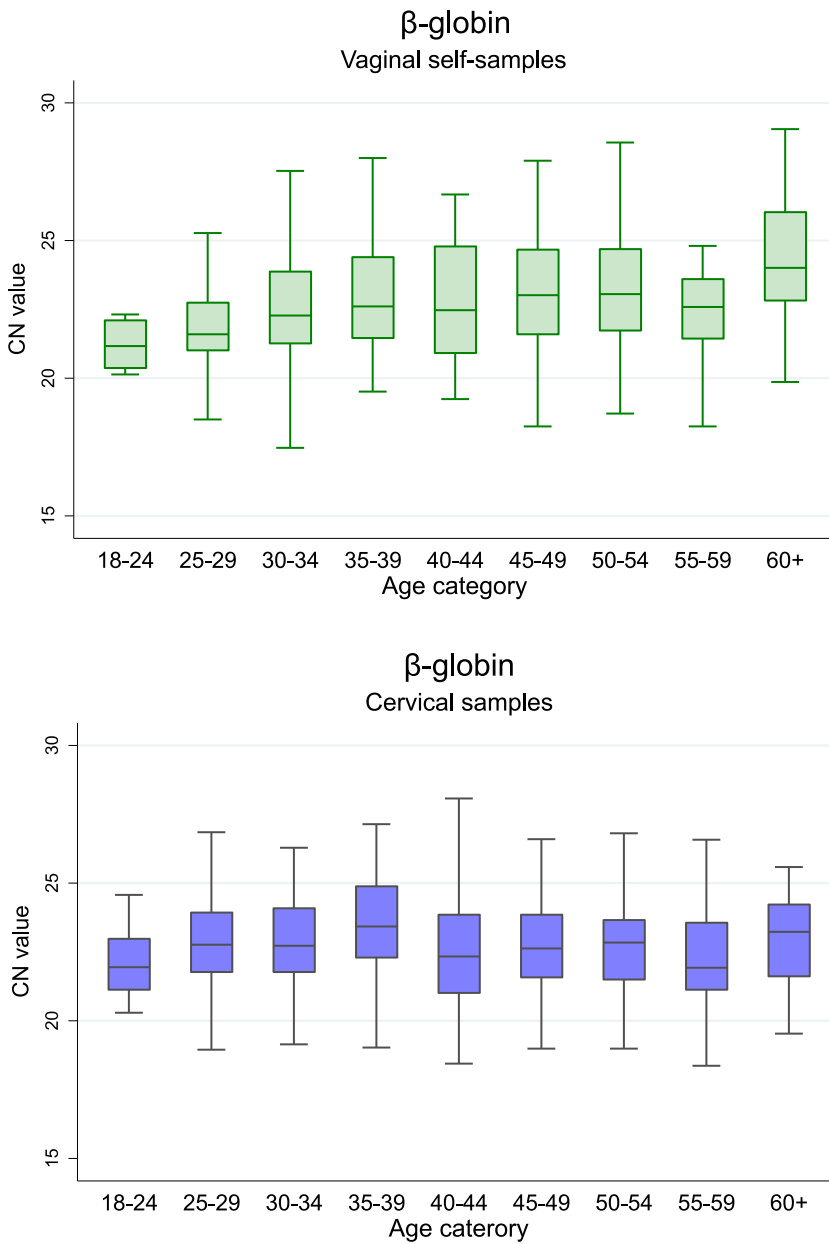 β-globin
Vaginal self-samples
CN value
30
25
20
15
18-24 25-29 30-34 35-39 40-44 45-49 50-54 55-59 60+
Age category
β-globin
Cervical samples
CN value
30
25
20
15
18-24 25-29 30-34 35-39 40-44 45-49 50-54 55-59 60+
Age caterory